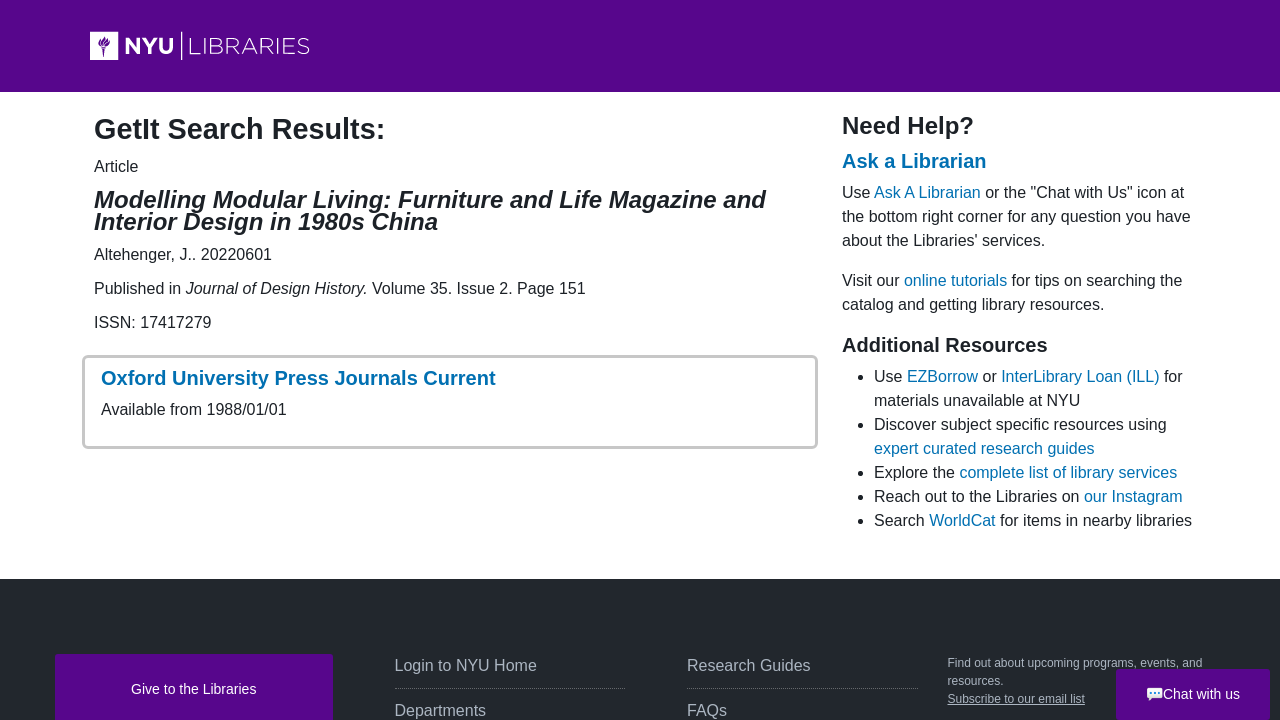 NYU LIBRARIES
GetIt Search Results:
Article
Modelling Modular Living: Furniture and Life Magazine and
Interior Design in 1980s China
Altehenger, J.. 20220601
Published in Journal of Design History. Volume 35. Issue 2. Page 151
ISSN: 17417279
Oxford University Press Journals Current
Available from 1988/01/01
Need Help?
Ask a Librarian
Use Ask A Librarian or the "Chat with Us" icon at
the bottom right corner for any question you have
about the Libraries' services.
Visit our online tutorials for tips on searching the
catalog and getting library resources.
Additional Resources
Use EZBorrow or InterLibrary Loan (ILL) for
materials unavailable at NYU
Discover subject specific resources using
expert curated research guides
Explore the complete list of library services
Reach out to the Libraries on our Instagram
Search WorldCat for items in nearby libraries
Give to the Libraries
Login to NYU Home
Departments
Research Guides
FAQs
Find out about upcoming programs, events, and
resources.
Subscribe to our email list
Chat with us